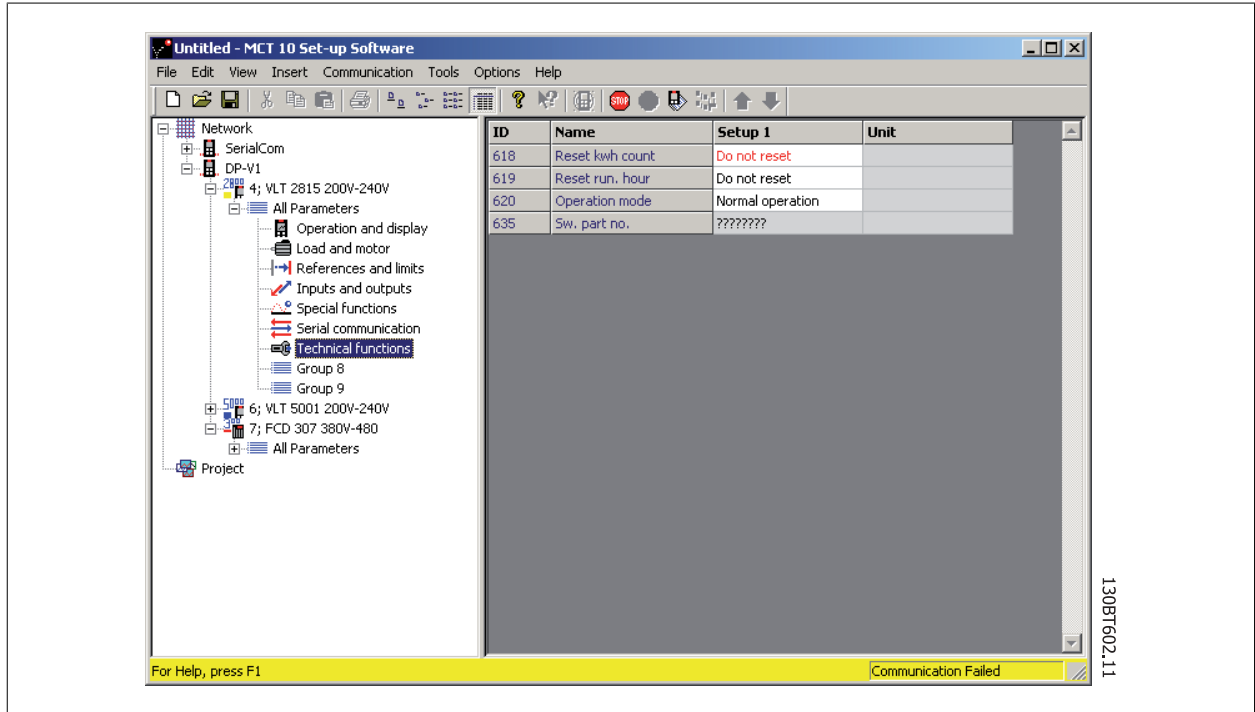 Untitled - MCT 10 Set-up Software
File Edit View Insert Communication Tools Options Help
STOP
Network
SerialCom
DP-V1
2800 4; VLT 2815 200V-240V
All Parameters
Operation and display
Load and motor
References and limits
Inputs and outputs
Special functions
Serial communication
Technical functions
Group 8
Group 9
5000 6; VLT 5001 200V-240V
300 7; FCD 307 380V-480
All Parameters
Project
ID Name Setup 1 Unit
618 Reset kwh count Do not reset
619 Reset run. hour Do not reset
620 Operation mode Normal operation
635 Sw. part no. ????????
For Help, press F1
Communication Failed
130BT602.11